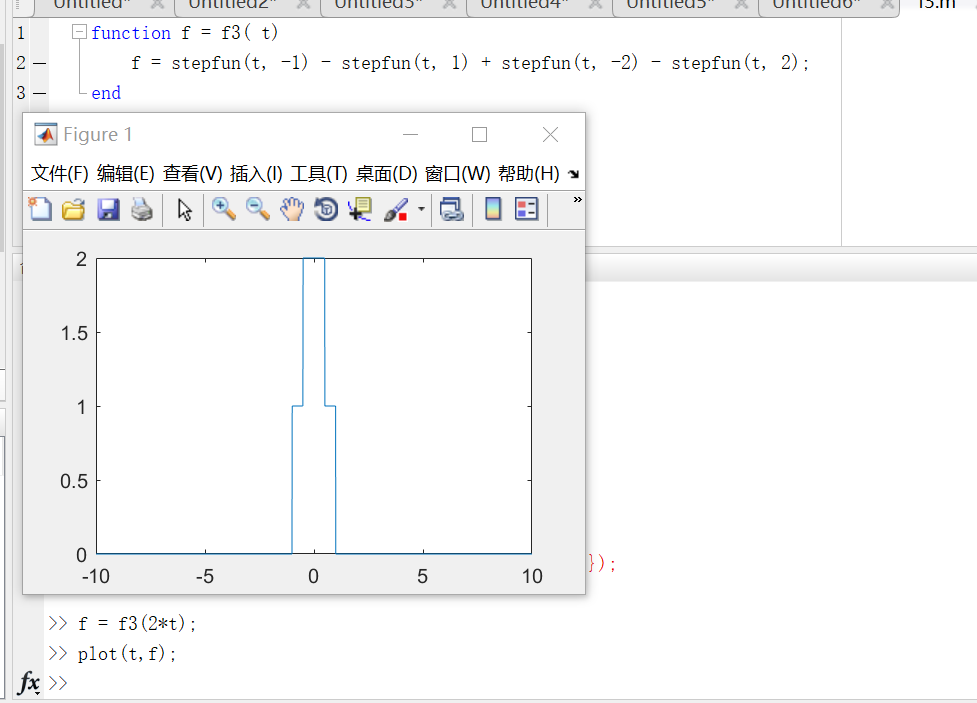 Untitled* Untitled2* Untitled3* Untitled4* Untitled5* Untitled6* f3.m
1 function f = f3( t)
2 — f = stepfun(t, -1) - stepfun(t, 1) + stepfun(t, -2) - stepfun(t, 2);
3 — end
Figure 1
文件(F) 编辑(E) 查看(V) 插入(I) 工具(T) 桌面(D) 窗口(W) 帮助(H)
2
1.5
1
0.5
0
-10 -5 0 5 10
});
>> f = f3(2*t);
>> plot(t,f);
fx >>